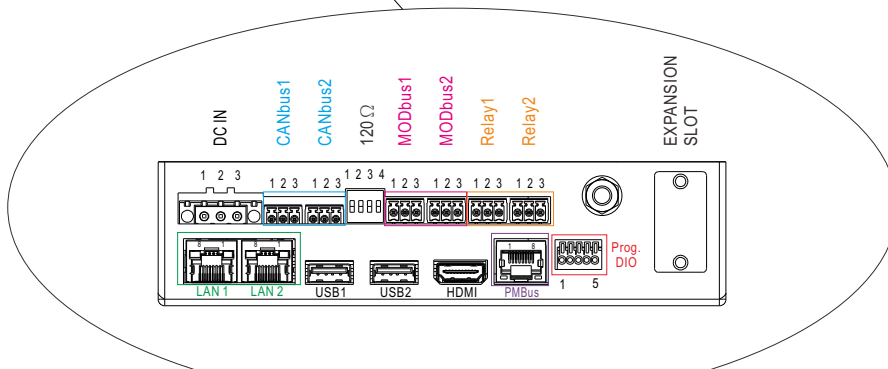 DC IN
CANbus1
CANbus2
120 Ω
MODbus1
MODbus2
Relay1
Relay2
EXPANSION
SLOT
1 2 3
1 2 3
1 2 3
1 2 3 4
1 2 3
1 2 3
1 2 3
1 2 3
8 1
8 1
1 8
Prog.
DIO
LAN 1
LAN 2
USB1
USB2
HDMI
PMBus
1 5